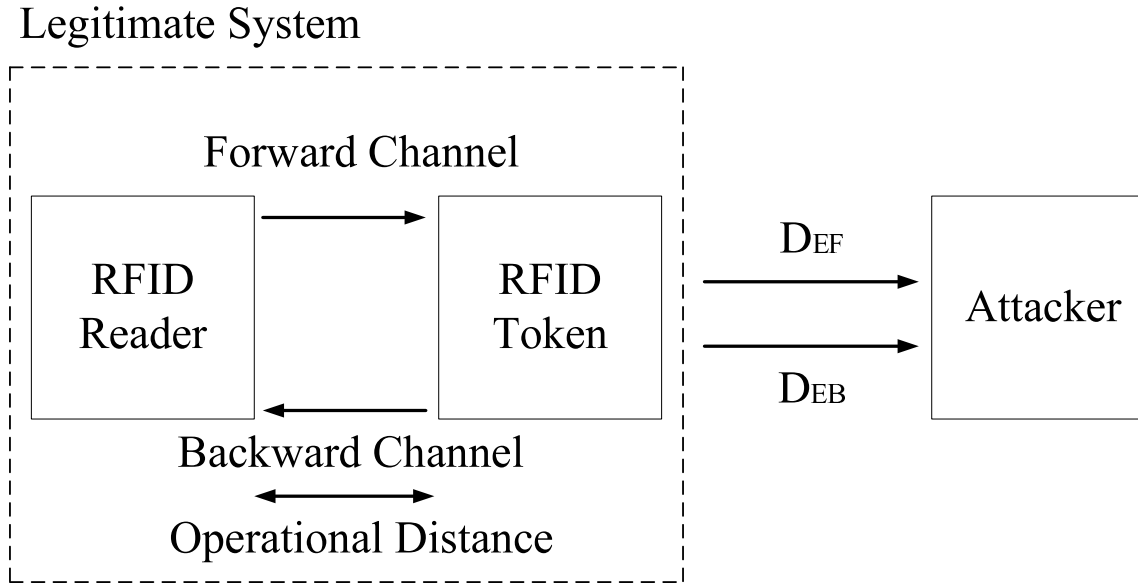 Legitimate System
Forward Channel
RFID
Reader
RFID
Token
DEF
DEB
Attacker
Backward Channel
Operational Distance